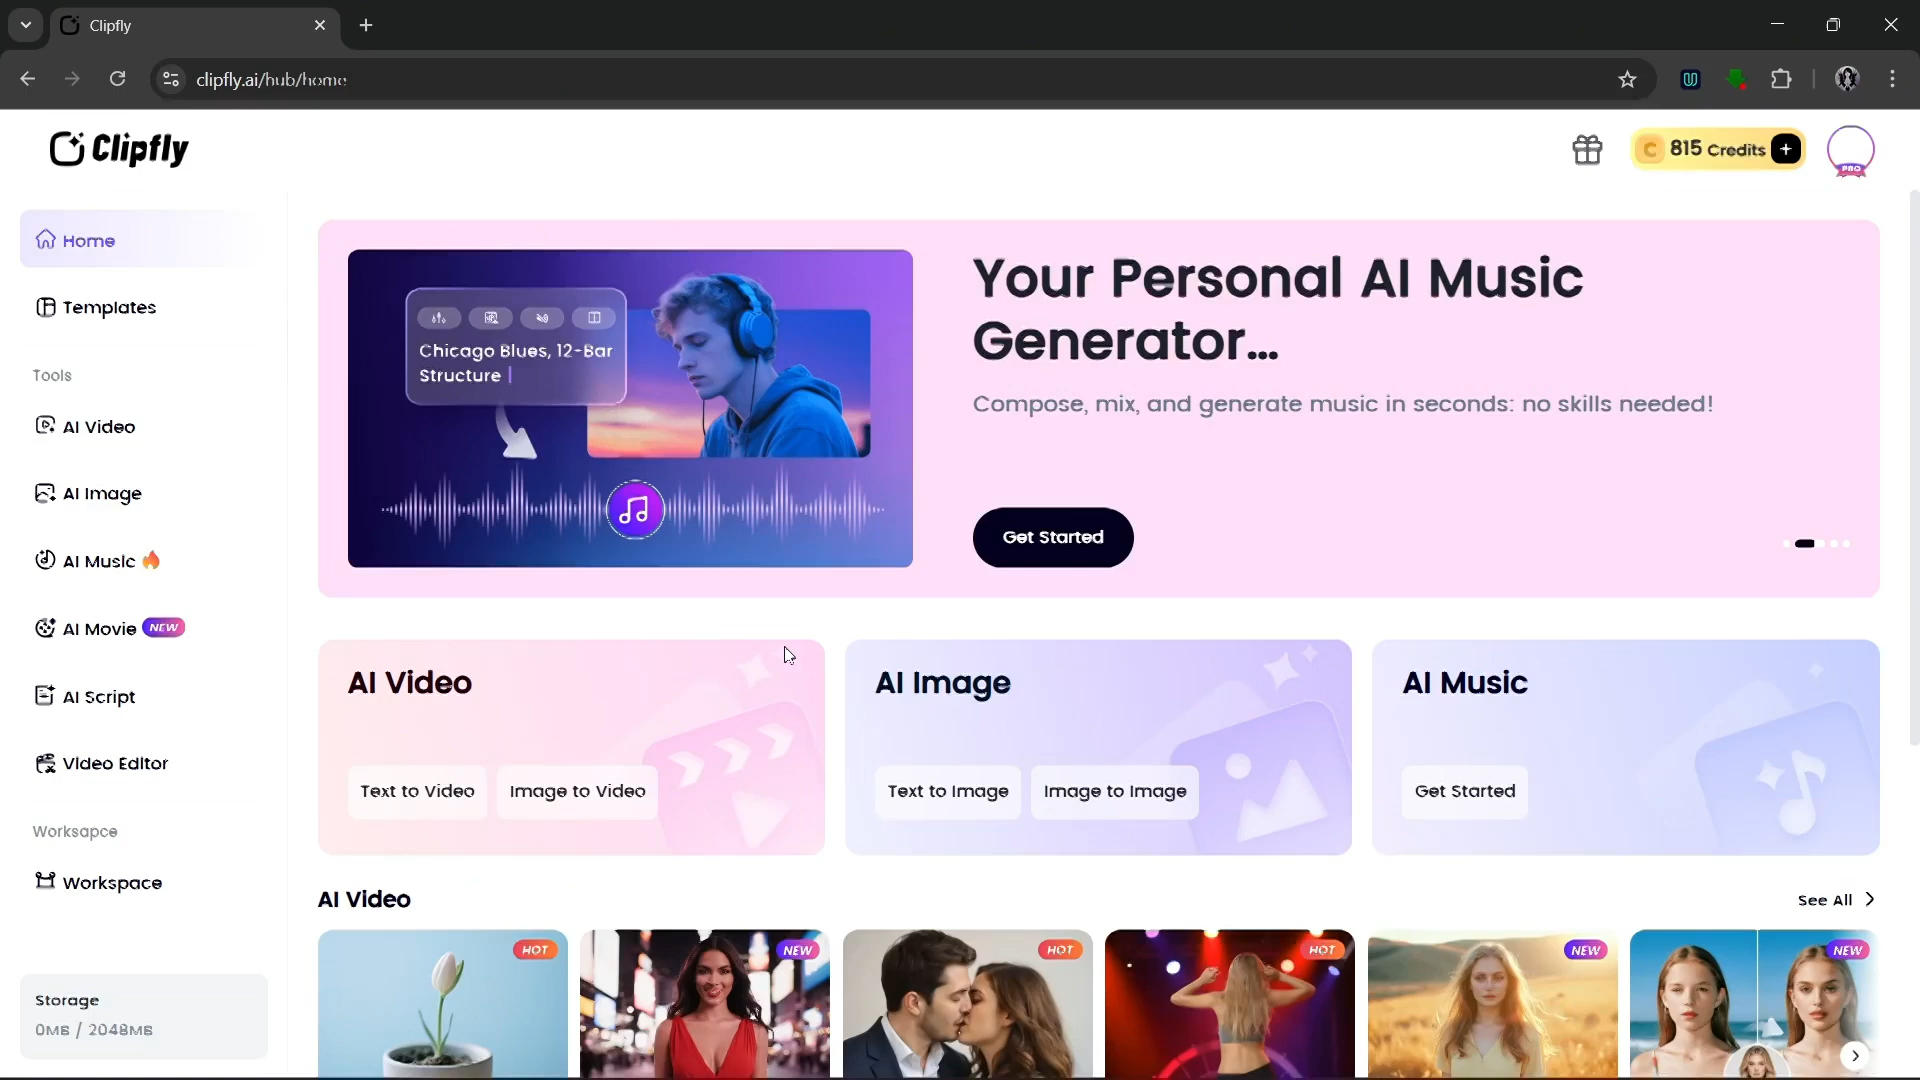 Clipfly
clipfly.ai/hub/home
Clipfly
C 815 Credits +
PRO
Home
Templates
Tools
AI Video
AI Image
AI Music
AI Movie NEW
AI Script
Video Editor
Worksapce
Workspace
Storage
0MB / 2048MB
Chicago Blues, 12-Bar
Structure
Your Personal AI Music
Generator...
Compose, mix, and generate music in seconds: no skills needed!
Get Started
AI Video
Text to Video
Image to Video
AI Image
Text to Image
Image to Image
AI Music
Get Started
AI Video
See All
HOT
NEW
HOT
HOT
NEW
NEW